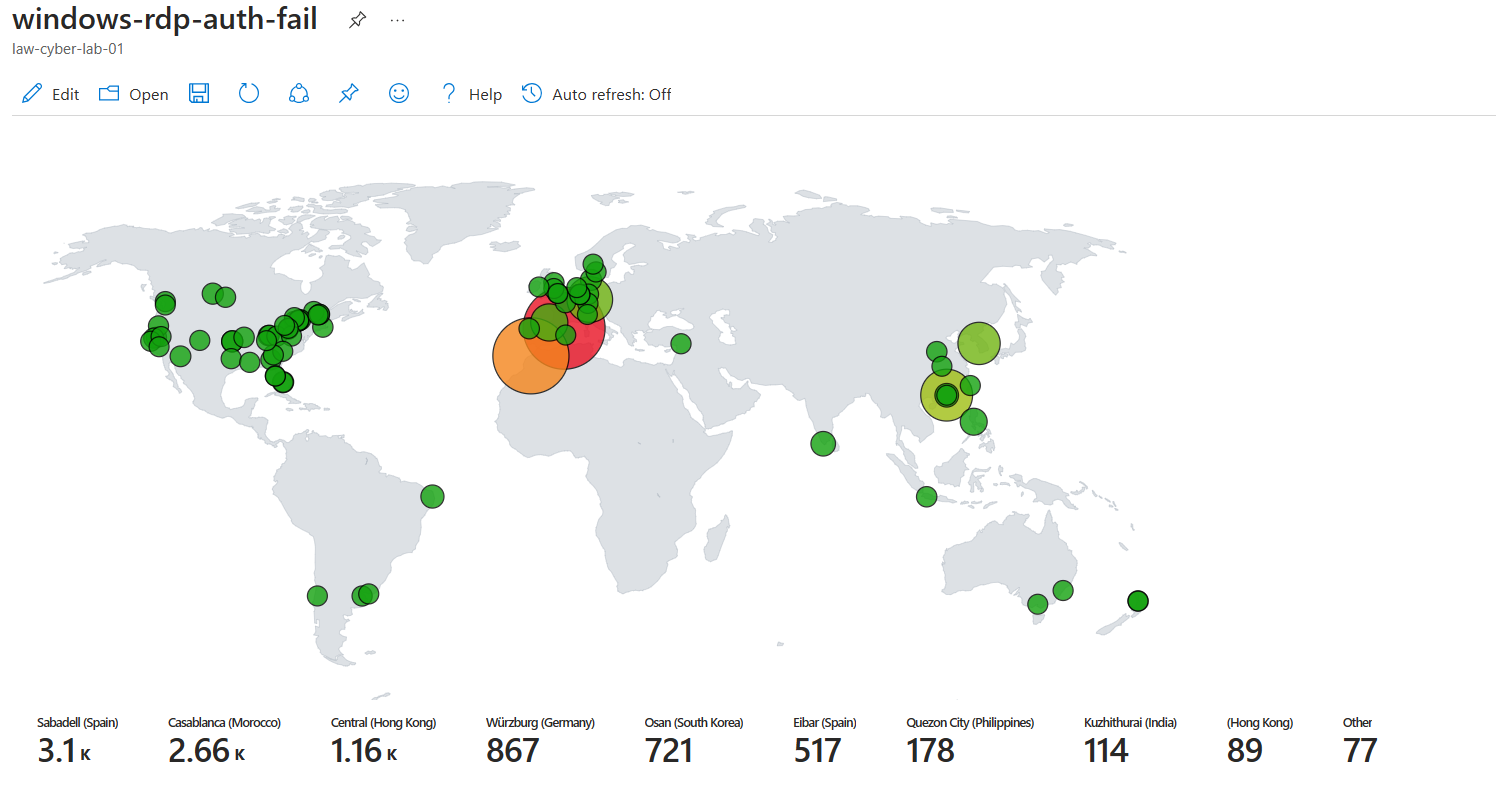 windows-rdp-auth-fail
law-cyber-lab-01
Edit Open Help Auto refresh: Off
Sabadell (Spain) Casablanca (Morocco) Central (Hong Kong) Würzburg (Germany) Osan (South Korea) Eibar (Spain) Quezon City (Philippines) Kuzhithurai (India) (Hong Kong) Other
3.1 K 2.66 K 1.16 K 867 721 517 178 114 89 77